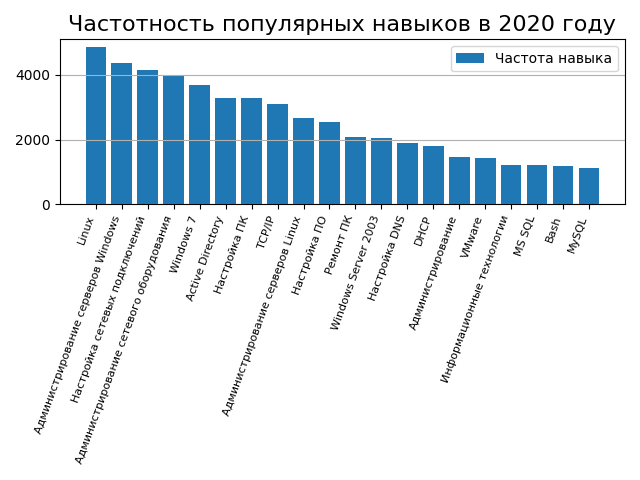 Частотность популярных навыков в 2020 году
Частота навыка
4000
2000
0
Linux
Администрирование серверов Windows
Настройка сетевых подключений
Администрирование сетевого оборудования
Windows 7
Active Directory
Настройка ПК
TCP/IP
Администрирование серверов Linux
Настройка ПО
Ремонт ПК
Windows Server 2003
Настройка DNS
DHCP
Администрирование
VMware
Информационные технологии
MS SQL
Bash
MySQL